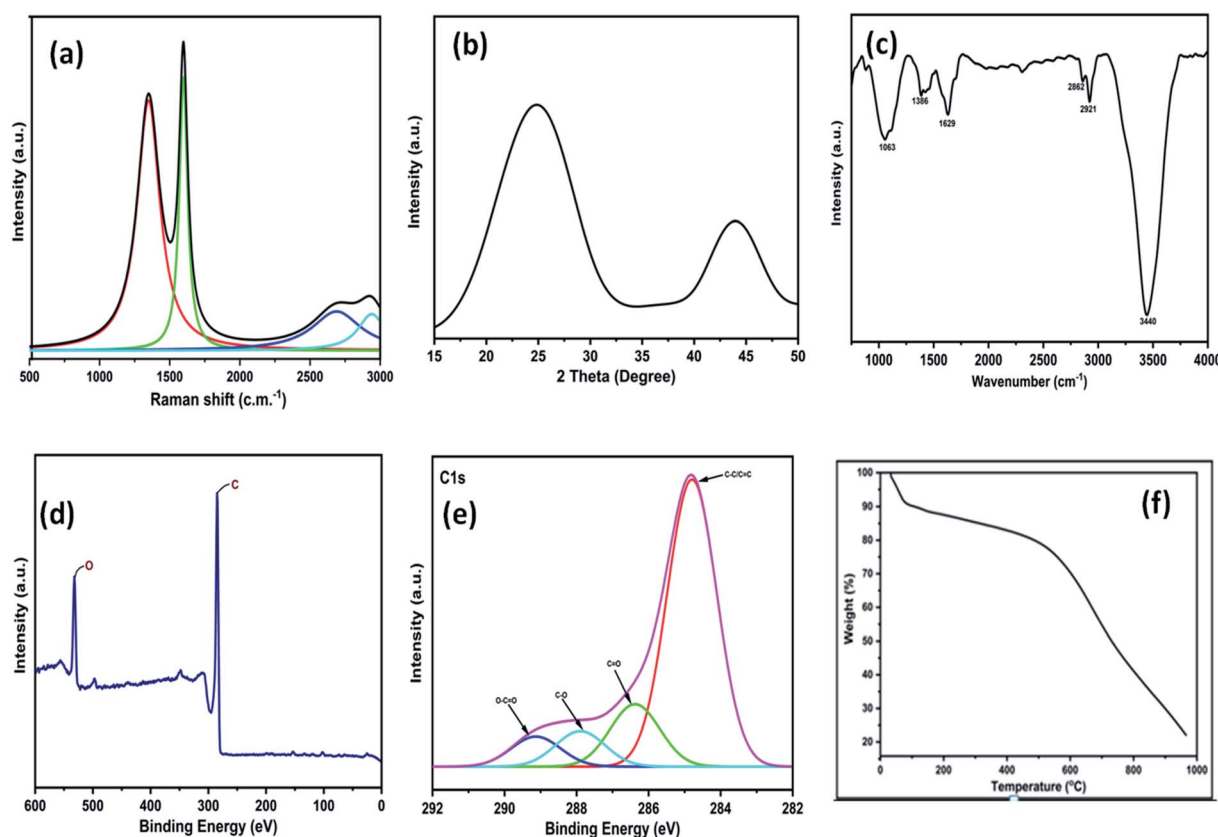 (a)
Intensity (a.u.)
500 1000 1500 2000 2500 3000
Raman shift (c.m.-1)
(b)
Intensity (a.u.)
15 20 25 30 35 40 45 50
2 Theta (Degree)
(c)
Intensity (a.u.)
1063
1386
1629
2862
2921
3440
1000 1500 2000 2500 3000 3500 4000
Wavenumber (cm-1)
(d)
Intensity (a.u.)
O
C
600 500 400 300 200 100 0
Binding Energy (eV)
C1s
(e)
Intensity (a.u.)
O-C=O
C-O
C=O
C-C/C=C
292 290 288 286 284 282
Binding Energy (eV)
(f)
Weight (%)
100
90
80
70
60
50
40
30
20
0 200 400 600 800 1000
Temperature (oC)